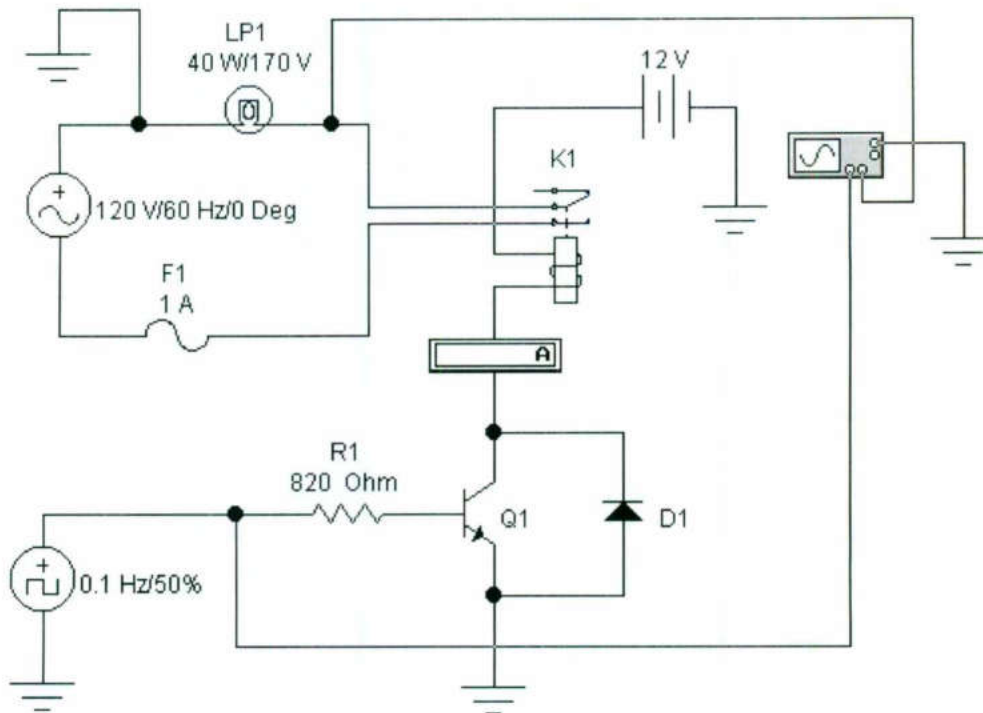 LP1
40 W/170 V
12 V
K1
120 V/60 Hz/0 Deg
F1
1 A
A
R1
820 Ohm
Q1
D1
0.1 Hz/50%